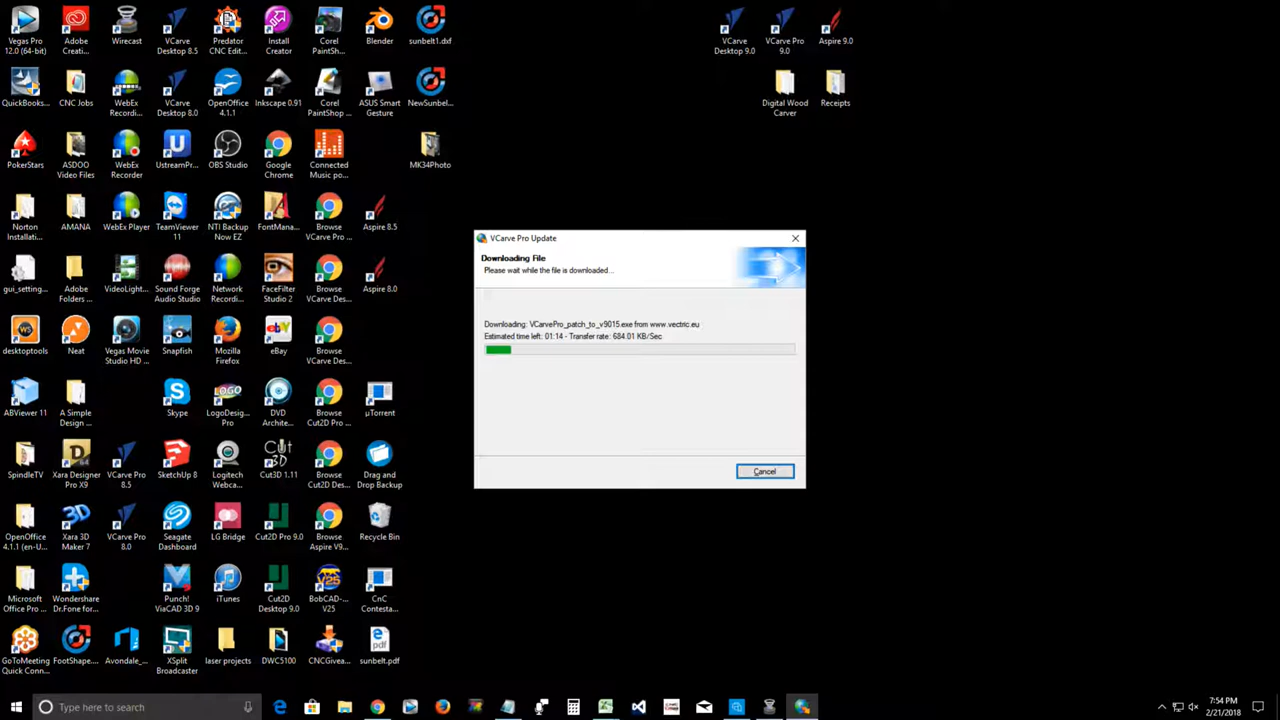 Vegas Pro
12.0 (64-bit)
Adobe
Creati...
Wirecast
VCarve
Desktop 8.5
Predator
CNC Edit...
Install
Creator
Corel
PaintSh...
Blender
sunbelt1.dxf
VCarve
Desktop 9.0
VCarve Pro
9.0
Aspire 9.0
QuickBooks...
CNC Jobs
WebEx
Recordi...
VCarve
Desktop 8.0
OpenOffice
4.1.1
Inkscape 0.91
Corel
PaintShop ...
ASUS Smart
Gesture
NewSunbel...
Digital Wood
Carver
Receipts
PokerStars
ASDOO
Video Files
WebEx
Recorder
UstreamPr...
OBS Studio
Google
Chrome
Connected
Music po...
MK34Photo
Norton
Installati...
AMANA
WebEx Player
TeamViewer
11
NTI Backup
Now EZ
FontMana...
Browse
VCarve Pro ...
Aspire 8.5
gui_setting...
Adobe
Folders ...
VideoLight...
Sound Forge
Audio Studio
Network
Recordi...
FaceFilter
Studio 2
Browse
VCarve Des...
Aspire 8.0
desktoptools
Neat
Vegas Movie
Studio HD ...
Snapfish
Mozilla
Firefox
eBay
Browse
VCarve Des...
ABViewer 11
A Simple
Design ...
Skype
LOGO
LogoDesig...
Pro
DVD
Archite...
Browse
Cut2D Pro ...
µTorrent
SpindleTV
Xara Designer
Pro X9
VCarve Pro
8.5
SketchUp 8
Logitech
Webca...
Cut3D 1.11
Browse
Cut2D Des...
Drag and
Drop Backup
OpenOffice
4.1.1 (en-U...
Xara 3D
Maker 7
VCarve Pro
8.0
Seagate
Dashboard
LG Bridge
Cut2D Pro 9.0
Browse
Aspire V9...
Recycle Bin
Microsoft
Office Pro ...
Wondershare
Dr.Fone for...
Punch!
ViaCAD 3D 9
iTunes
Cut2D
Desktop 9.0
V25
BobCAD-...
V25
CnC
Contesta...
GoToMeeting
Quick Conn...
FootShape....
Avondale_...
XSplit
Broadcaster
laser projects
DWC5100
CNCGivea...
pdf
sunbelt.pdf
VCarve Pro Update
Downloading File
Please wait while the file is downloaded...
Downloading: VCarvePro_patch_to_v9015.exe from www.vectric.eu
Estimated time left: 01:14 - Transfer rate: 684.01 KB/Sec
Cancel
Type here to search
7:54 PM
2/21/2018